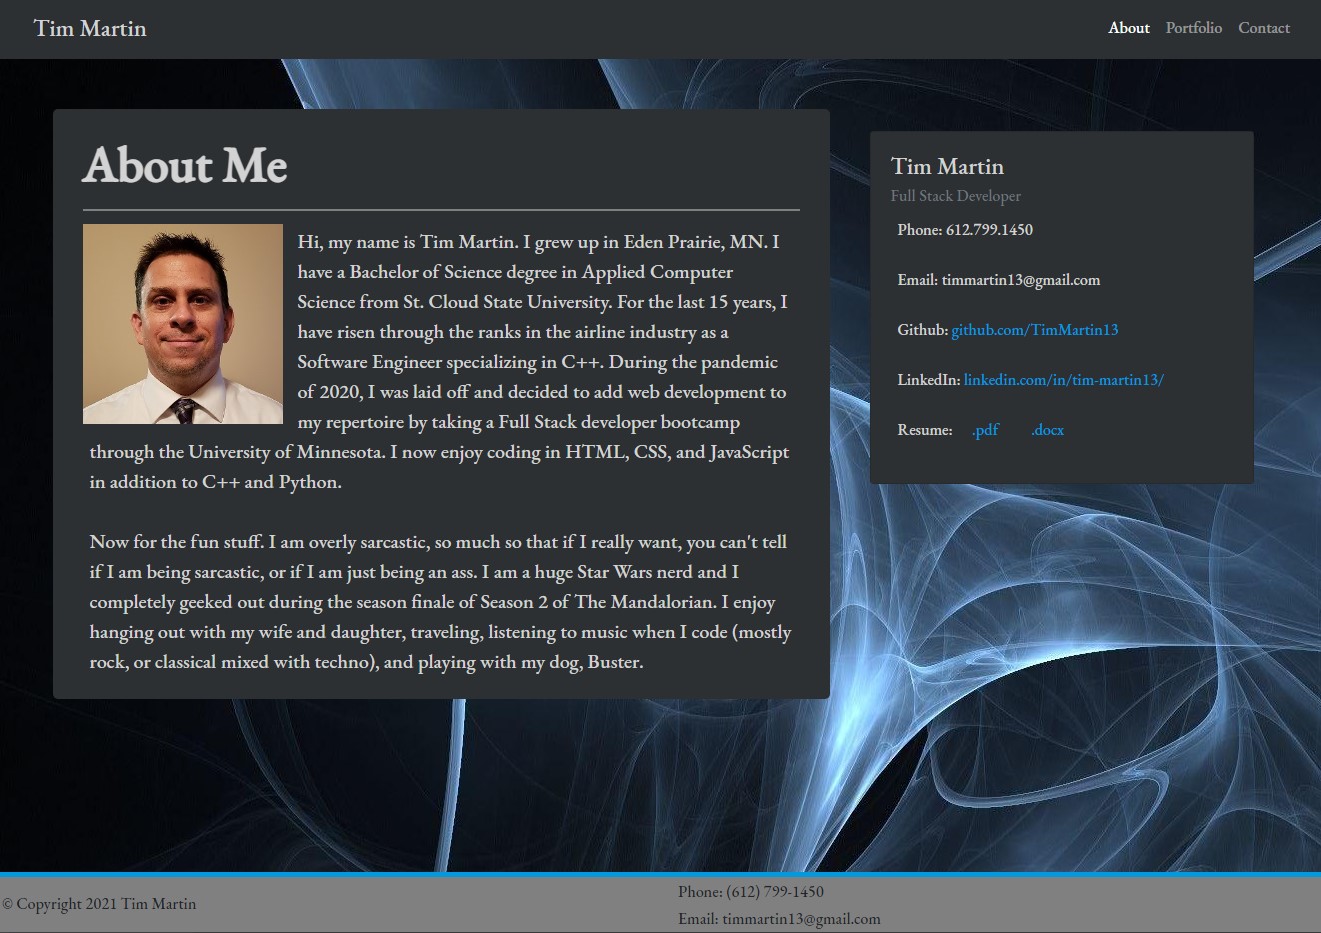 Tim Martin
About Portfolio Contact
About Me
Hi, my name is Tim Martin. I grew up in Eden Prairie, MN. I
have a Bachelor of Science degree in Applied Computer
Science from St. Cloud State University. For the last 15 years, I
have risen through the ranks in the airline industry as a
Software Engineer specializing in C++. During the pandemic
of 2020, I was laid off and decided to add web development to
my repertoire by taking a Full Stack developer bootcamp
through the University of Minnesota. I now enjoy coding in HTML, CSS, and JavaScript
in addition to C++ and Python.
Now for the fun stuff. I am overly sarcastic, so much so that if I really want, you can't tell
if I am being sarcastic, or if I am just being an ass. I am a huge Star Wars nerd and I
completely geeked out during the season finale of Season 2 of The Mandalorian. I enjoy
hanging out with my wife and daughter, traveling, listening to music when I code (mostly
rock, or classical mixed with techno), and playing with my dog, Buster.
Tim Martin
Full Stack Developer
Phone: 612.799.1450
Email: timmartin13@gmail.com
Github: github.com/TimMartin13
LinkedIn: linkedin.com/in/tim-martin13/
Resume: .pdf .docx
© Copyright 2021 Tim Martin
Phone: (612) 799-1450
Email: timmartin13@gmail.com